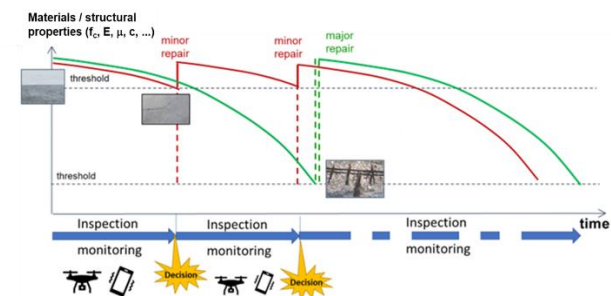 Materials / structural
properties (fc, E, μ, c, ...)
minor
repair
minor
repair
major
repair
threshold
threshold
time
Inspection
monitoring
Inspection
monitoring
Inspection
monitoring
Decision
Decision